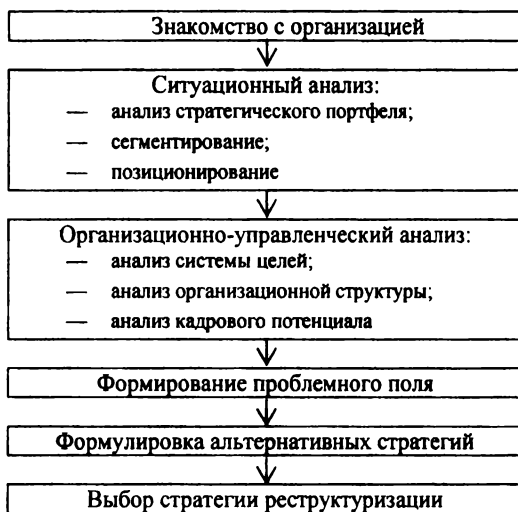 Знакомство с организацией
Ситуационный анализ:
— анализ стратегического портфеля;
— сегментирование;
— позиционирование
Организационно-управленческий анализ:
— анализ системы целей;
— анализ организационной структуры;
— анализ кадрового потенциала
Формирование проблемного поля
Формулировка альтернативных стратегий
Выбор стратегии реструктуризации